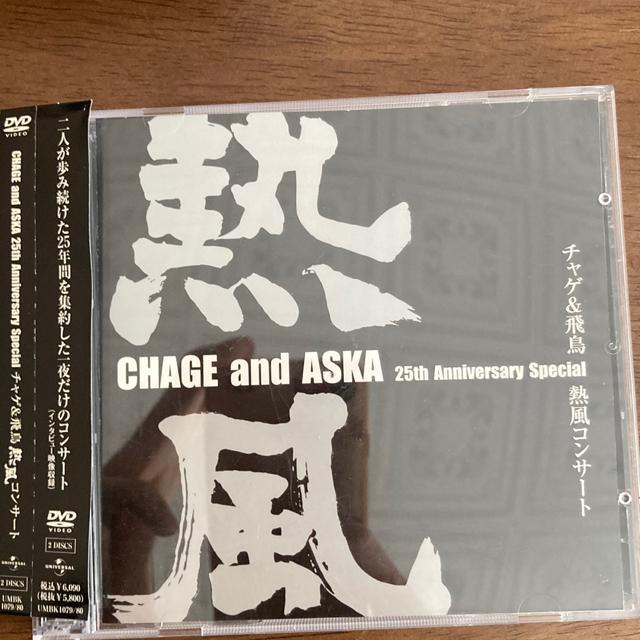 DVD
VIDEO
CHAGE and ASKA 25th Anniversary Special チャゲ&飛鳥 熱風コンサート
UNIVERSAL
2 DISCS
UMBK
1079/80
二人が歩み続けた25年間を集約した一夜だけのコンサート
(インタビュー映像収録)
DVD
VIDEO
2 DISCS
UNIVERSAL
税込¥6,090
(税抜¥5,800)
UMBK1079/80
熱
風
CHAGE and ASKA 25th Anniversary Special
チャゲ&飛鳥 熱風コンサート